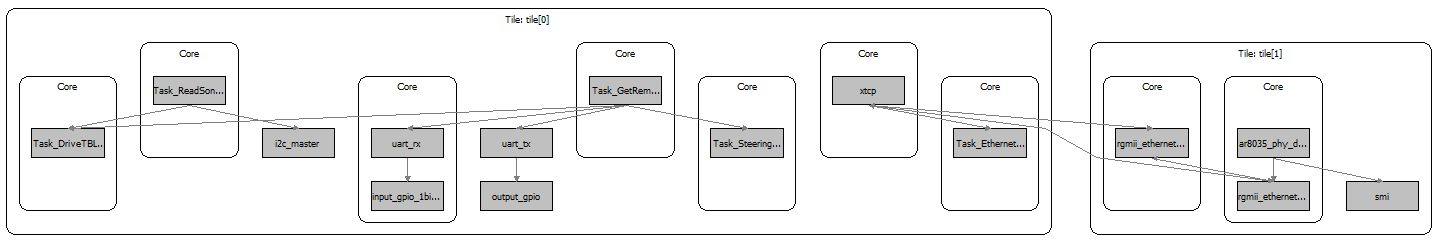 Tile: tile[0]
Tile: tile[1]
Core
Core
Core
Core
Core
Core
Core
Core
Core
Task_ReadSon...
Task_GetRem...
xtcp
Task_DriveTBL...
i2c_master
uart_rx
uart_tx
Task_Steering...
Task_Ethernet...
rgmii_ethernet...
ar8035_phy_d...
input_gpio_1bi...
output_gpio
rgmii_ethernet...
smi